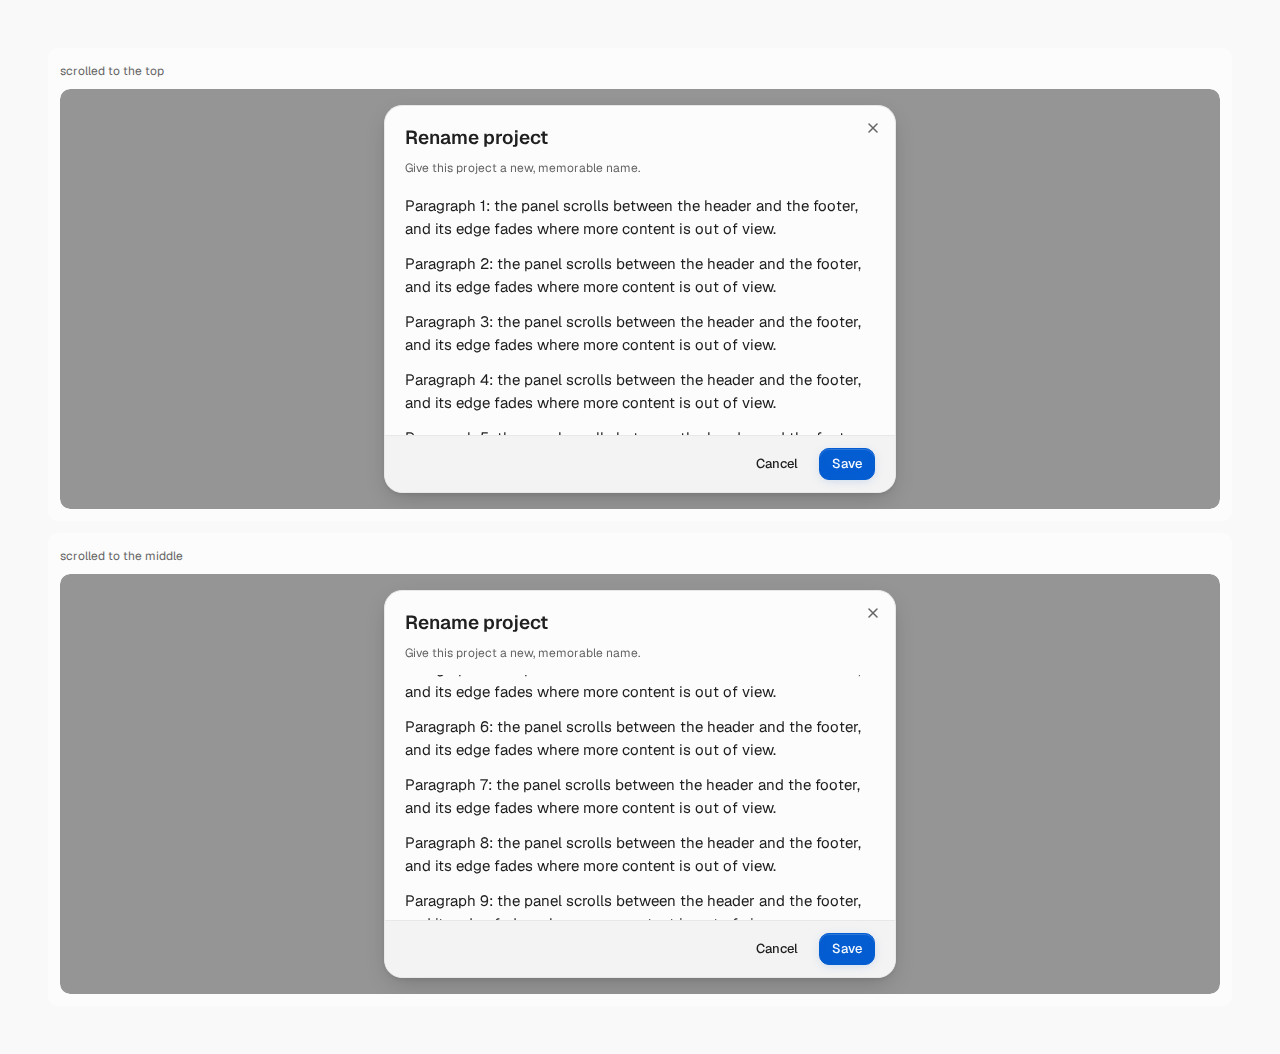 scrolled to the top
Rename project
Give this project a new, memorable name.
Paragraph 1: the panel scrolls between the header and the footer,
and its edge fades where more content is out of view.
Paragraph 2: the panel scrolls between the header and the footer,
and its edge fades where more content is out of view.
Paragraph 3: the panel scrolls between the header and the footer,
and its edge fades where more content is out of view.
Paragraph 4: the panel scrolls between the header and the footer,
and its edge fades where more content is out of view.
Cancel
Save
scrolled to the middle
Rename project
Give this project a new, memorable name.
and its edge fades where more content is out of view.
Paragraph 6: the panel scrolls between the header and the footer,
and its edge fades where more content is out of view.
Paragraph 7: the panel scrolls between the header and the footer,
and its edge fades where more content is out of view.
Paragraph 8: the panel scrolls between the header and the footer,
and its edge fades where more content is out of view.
Paragraph 9: the panel scrolls between the header and the footer,
Cancel
Save